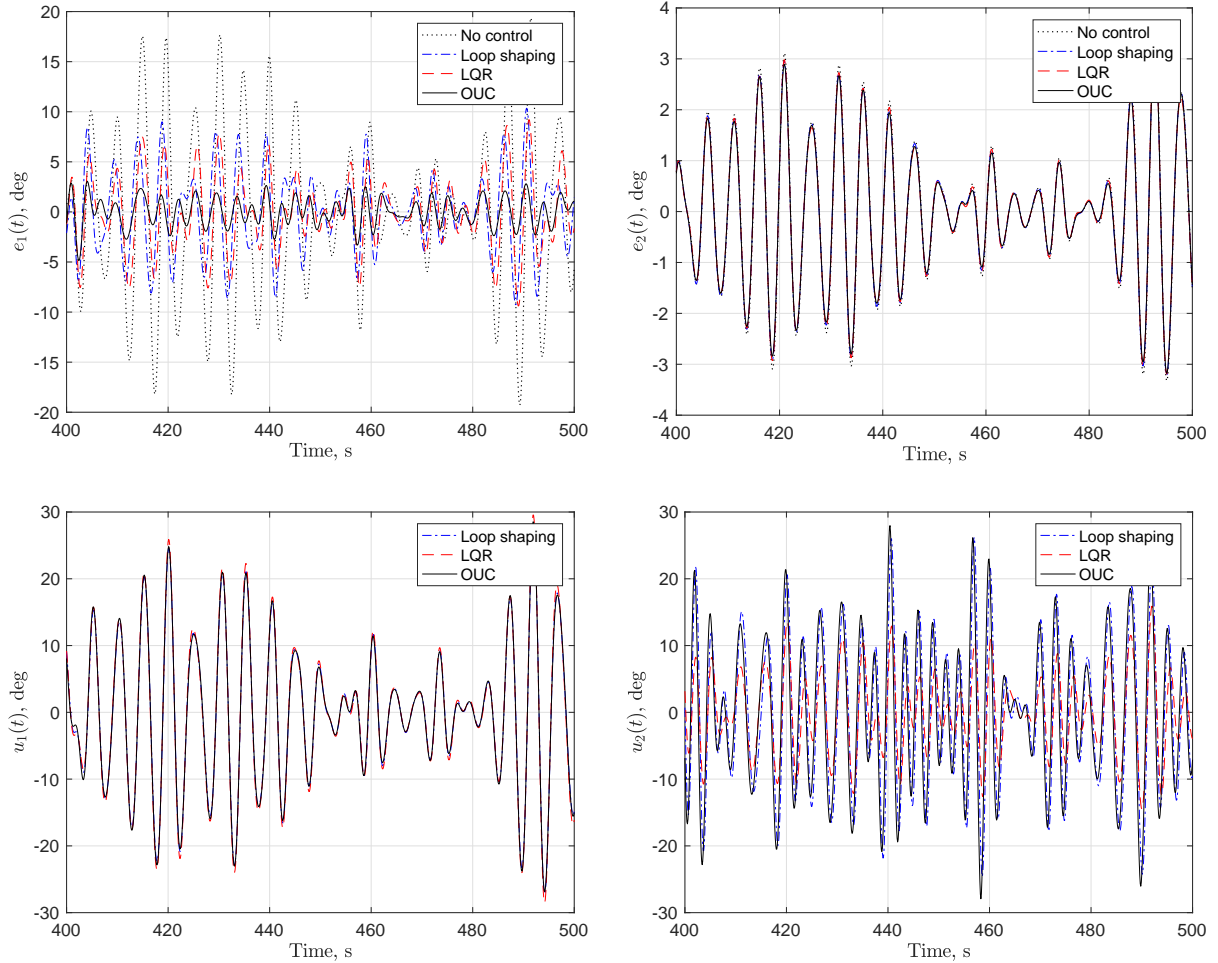 20
15
10
5
0
-5
-10
-15
-20
e₁(t), deg
400
420
440
460
480
500
Time, s
No control
Loop shaping
LQR
OUC
4
3
2
1
0
-1
-2
-3
-4
e₂(t), deg
400
420
440
460
480
500
Time, s
No control
Loop shaping
LQR
OUC
30
20
10
0
-10
-20
-30
u₁(t), deg
400
420
440
460
480
500
Time, s
Loop shaping
LQR
OUC
30
20
10
0
-10
-20
-30
u₂(t), deg
400
420
440
460
480
500
Time, s
Loop shaping
LQR
OUC